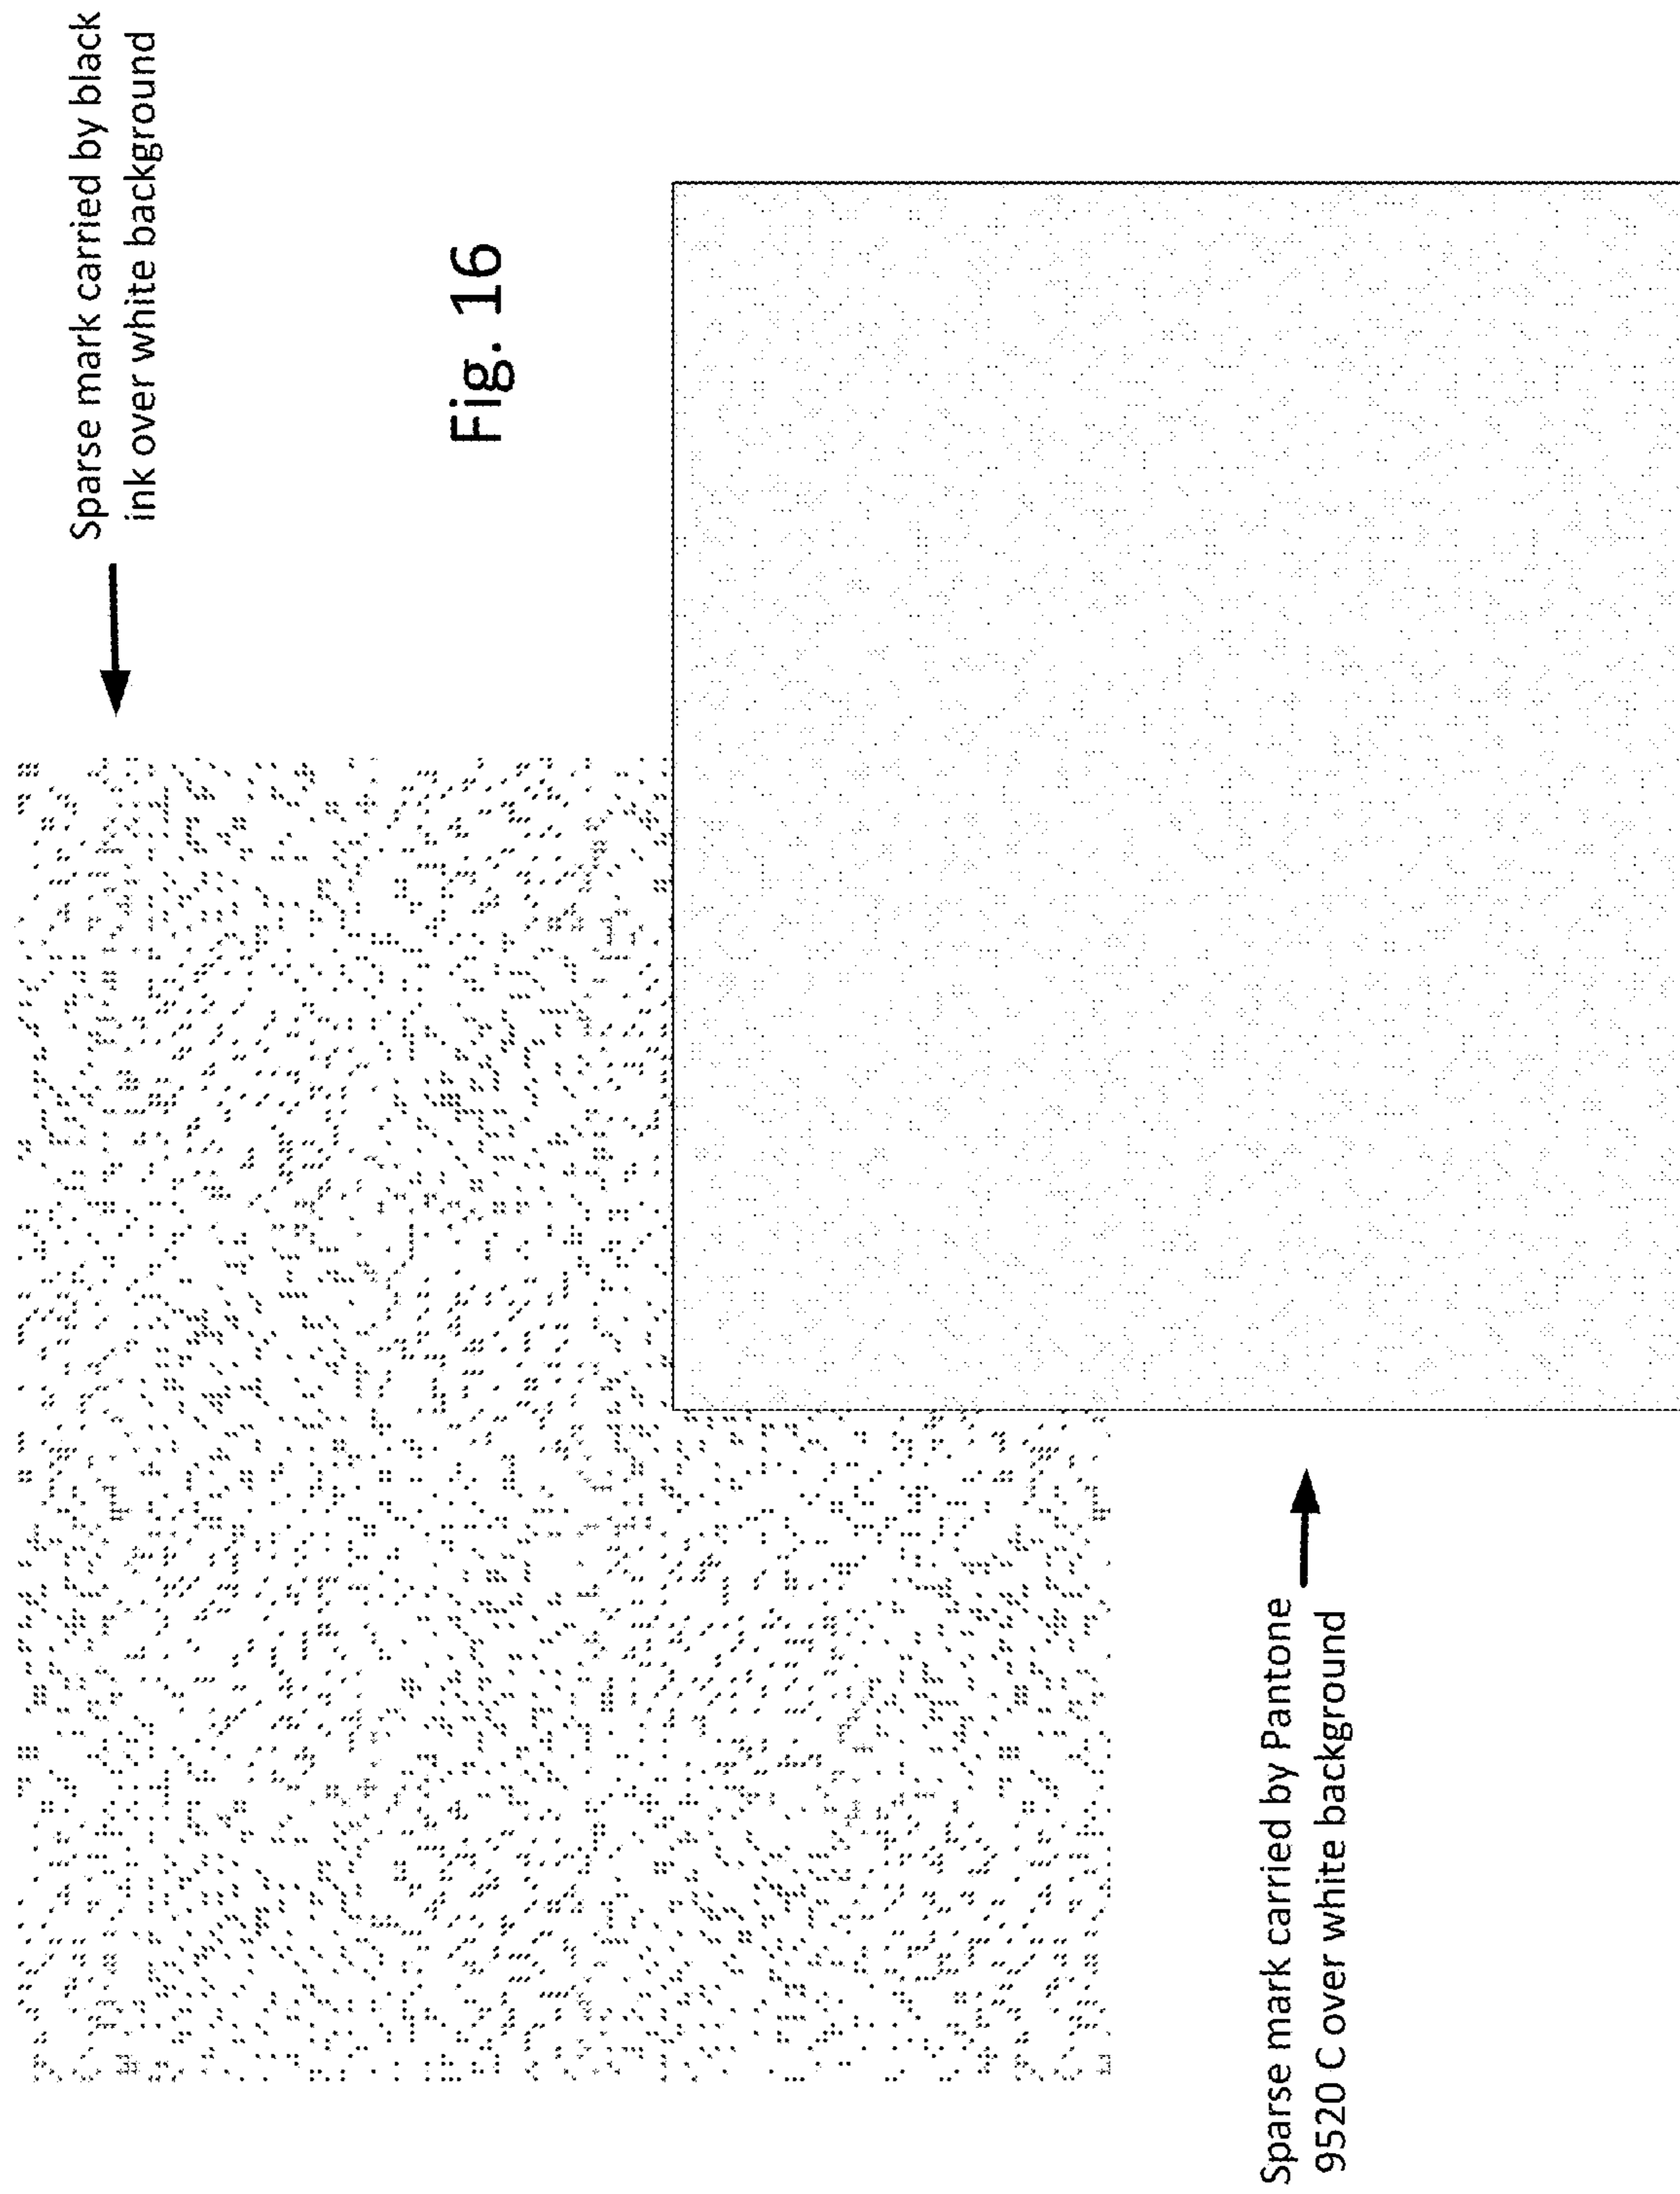 Sparse mark carried by black
ink over white background
Fig. 16
Sparse mark carried by Pantone
9520 C over white background